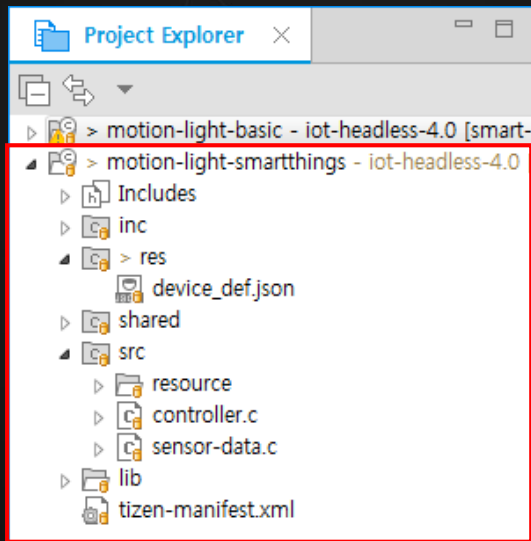 Project Explorer
> motion-light-basic - iot-headless-4.0 [smart-
> motion-light-smartthings - iot-headless-4.0
Includes
inc
> res
device_def.json
shared
src
resource
controller.c
sensor-data.c
lib
tizen-manifest.xml